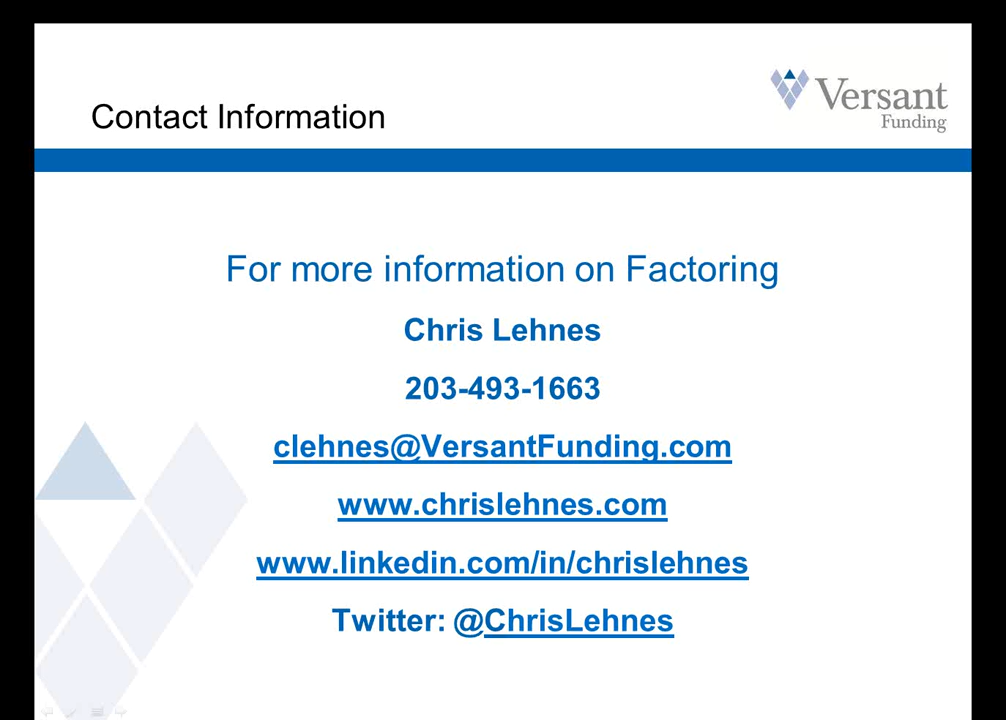 Contact Information
Versant
Funding
For more information on Factoring
Chris Lehnes
203-493-1663
clehnes@VersantFunding.com
www.chrislehnes.com
www.linkedin.com/in/chrislehnes
Twitter: @ChrisLehnes